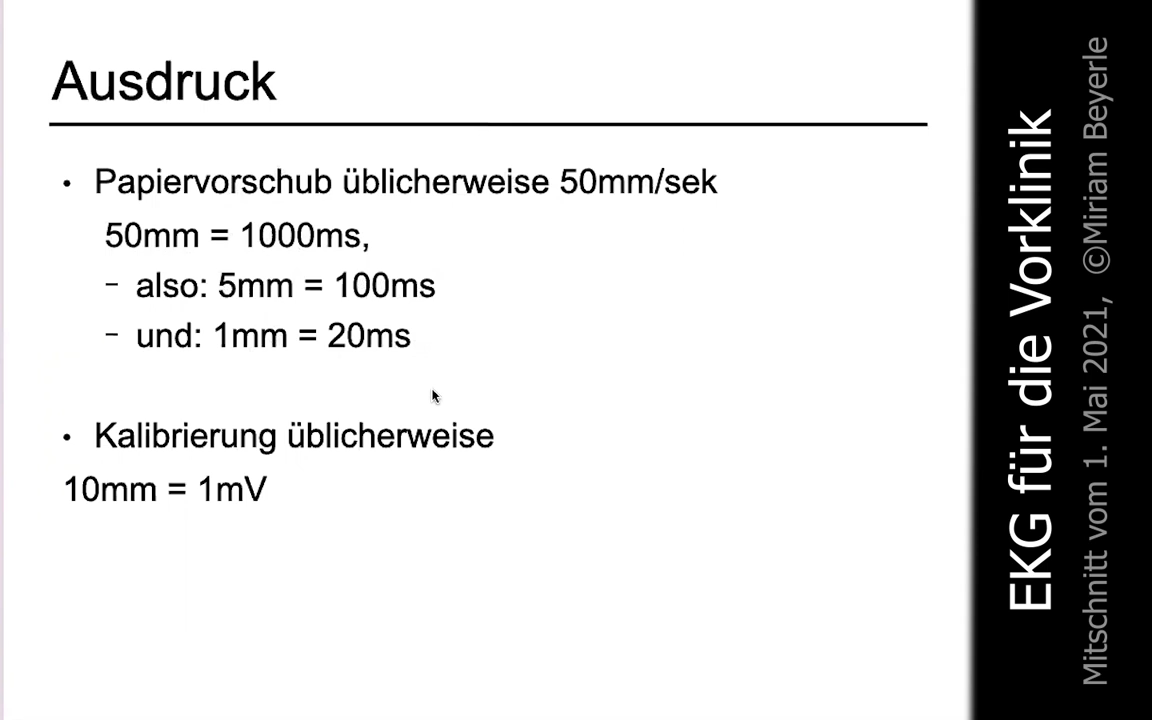 Ausdruck
• Papiervorschub üblicherweise 50mm/sek
50mm = 1000ms,
– also: 5mm = 100ms
– und: 1mm = 20ms
• Kalibrierung üblicherweise
10mm = 1mV
EKG für die Vorklinik
Mitschnitt vom 1. Mai 2021, ©Miriam Beyerle